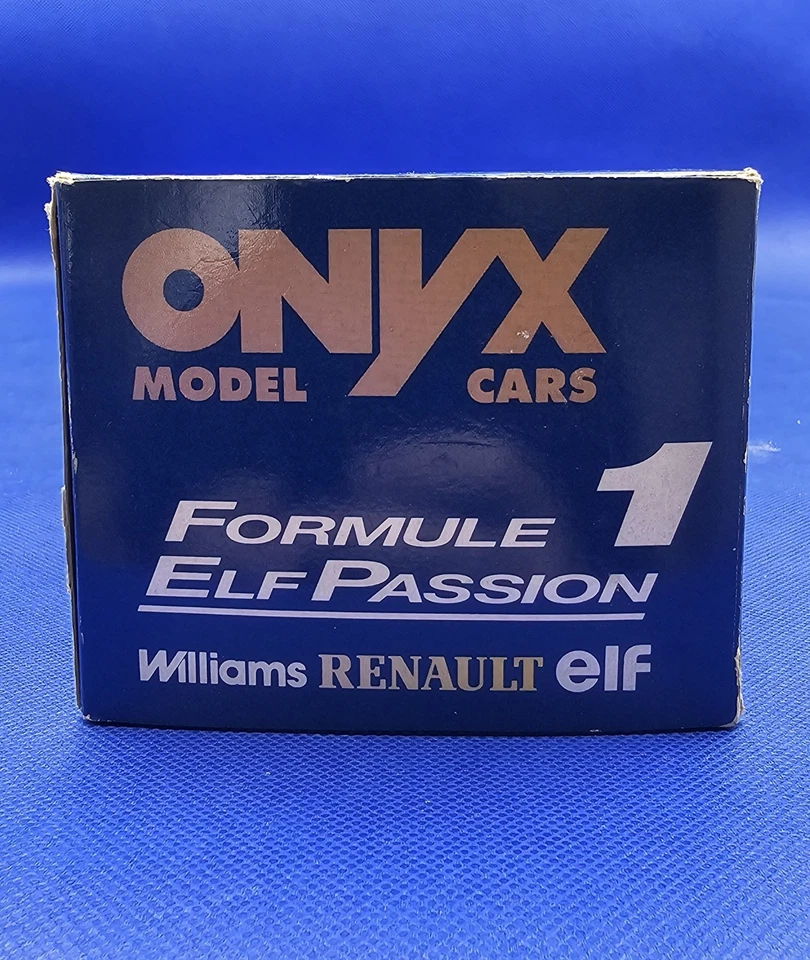 ONYX
MODEL CARS
FORMULE 1
ELF PASSION
Williams RENAULT elf